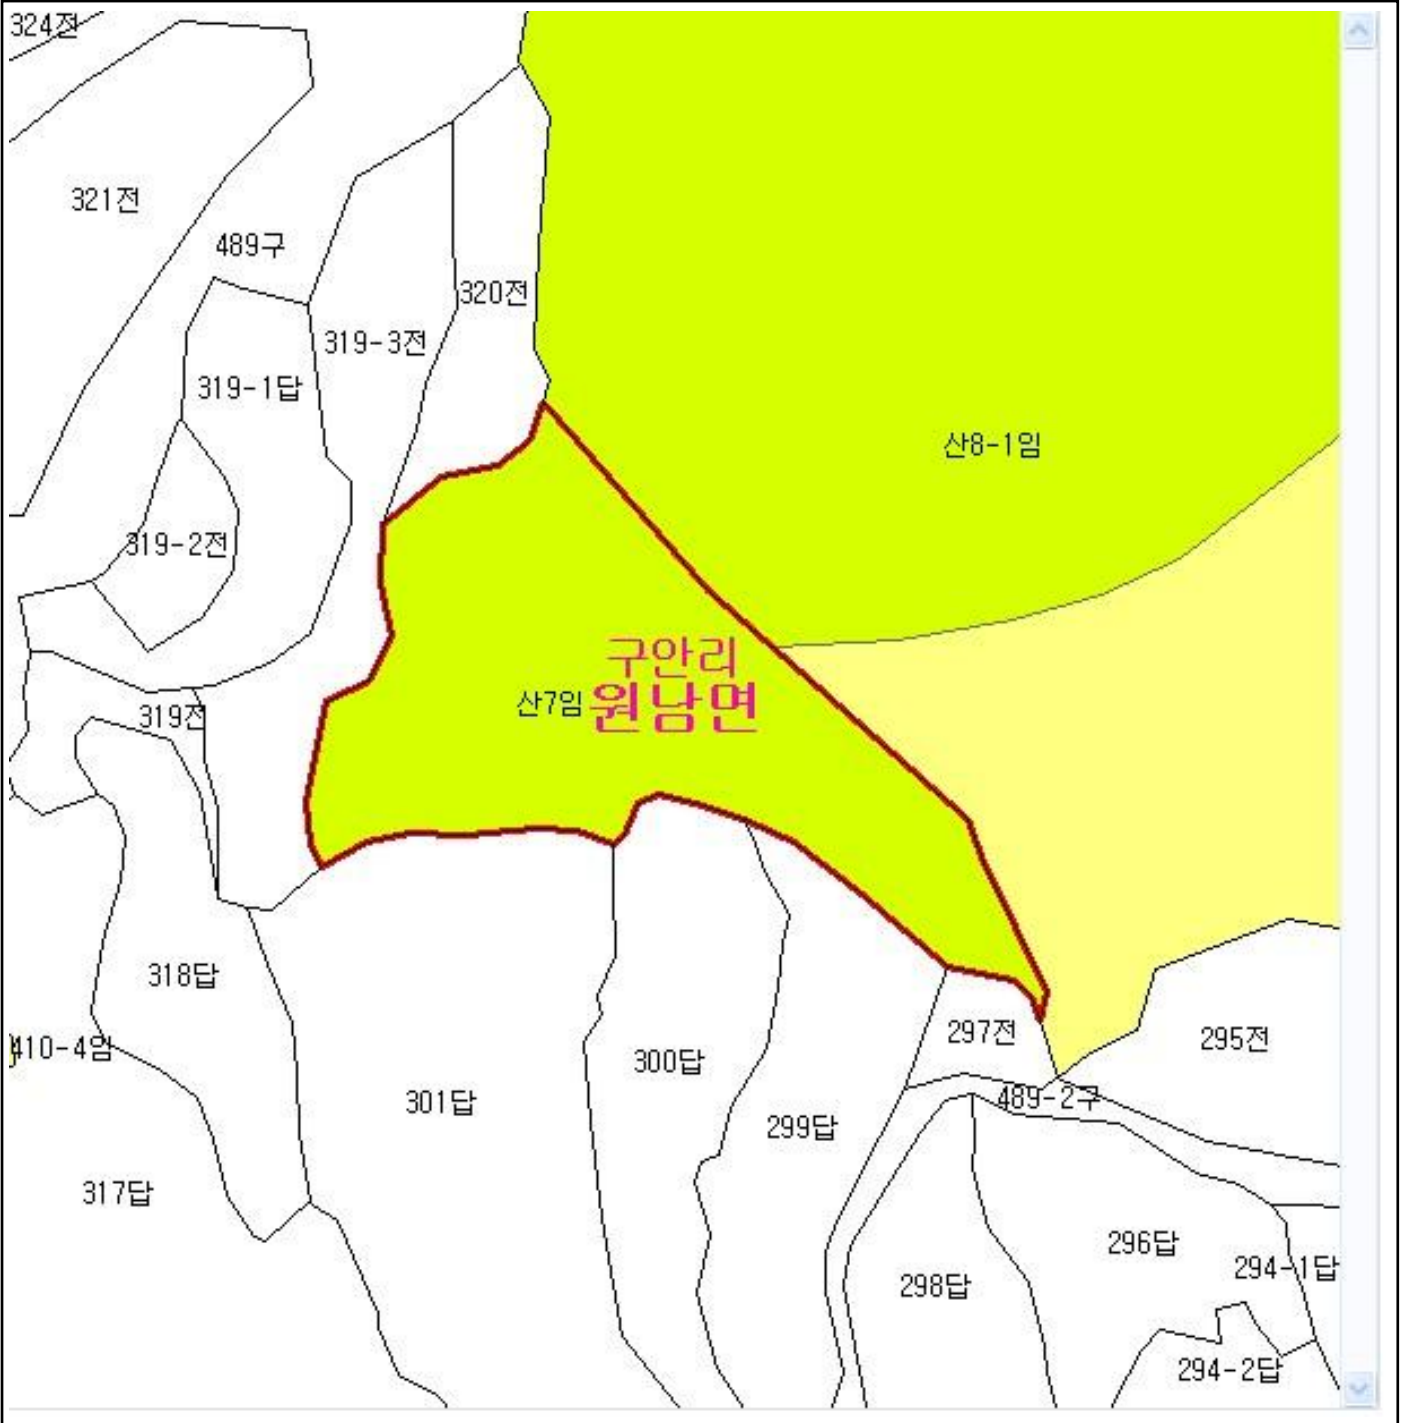 324전
321전
489구
320전
319-3전
319-1답
산8-1임
319-2전
구안리
산7임
원남면
319전
318답
297전
295전
410-4임
300답
301답
489-2구
299답
317답
296답
294-1답
298답
294-2답